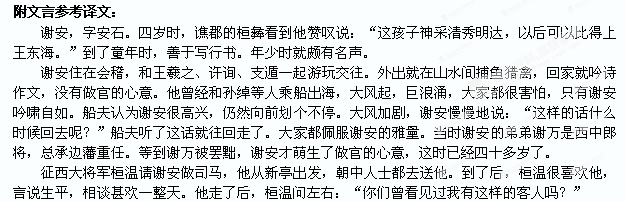 附文言参考译文：
谢安，字安石。四岁时，谯郡的桓彝看到他赞叹说：“这孩子神采清秀明达，以后可以比得上
王东海。”到了童年时，善于写行书。年少时就颇有名声。
谢安住在会稽，和王羲之、许询、支遁一起游玩交往。外出就在山水间捕鱼猎禽，回家就吟诗
作文，没有做官的心意。他曾经和孙绰等人乘船出海，大风起，巨浪涌，大家都很害怕，只有谢安
吟啸自如。船夫认为谢安很高兴，仍然向前划个不停。大风加剧，谢安慢慢地说：“这样的话什么
时候回去呢？”船夫听了这话就往回走了。大家都佩服谢安的雅量。当时谢安的弟弟谢万是西中郎
将，总承边藩重任。等到谢万被罢黜，谢安才萌生了做官的心意，这时已经四十多岁了。
征西大将军桓温请谢安做司马，他从新亭出发，朝中人士都去送他。到了后，桓温很喜欢他，
言说生平，相谈甚欢一整天。他走了后，桓温问左右：“你们曾看见过我有这样的客人吗？”